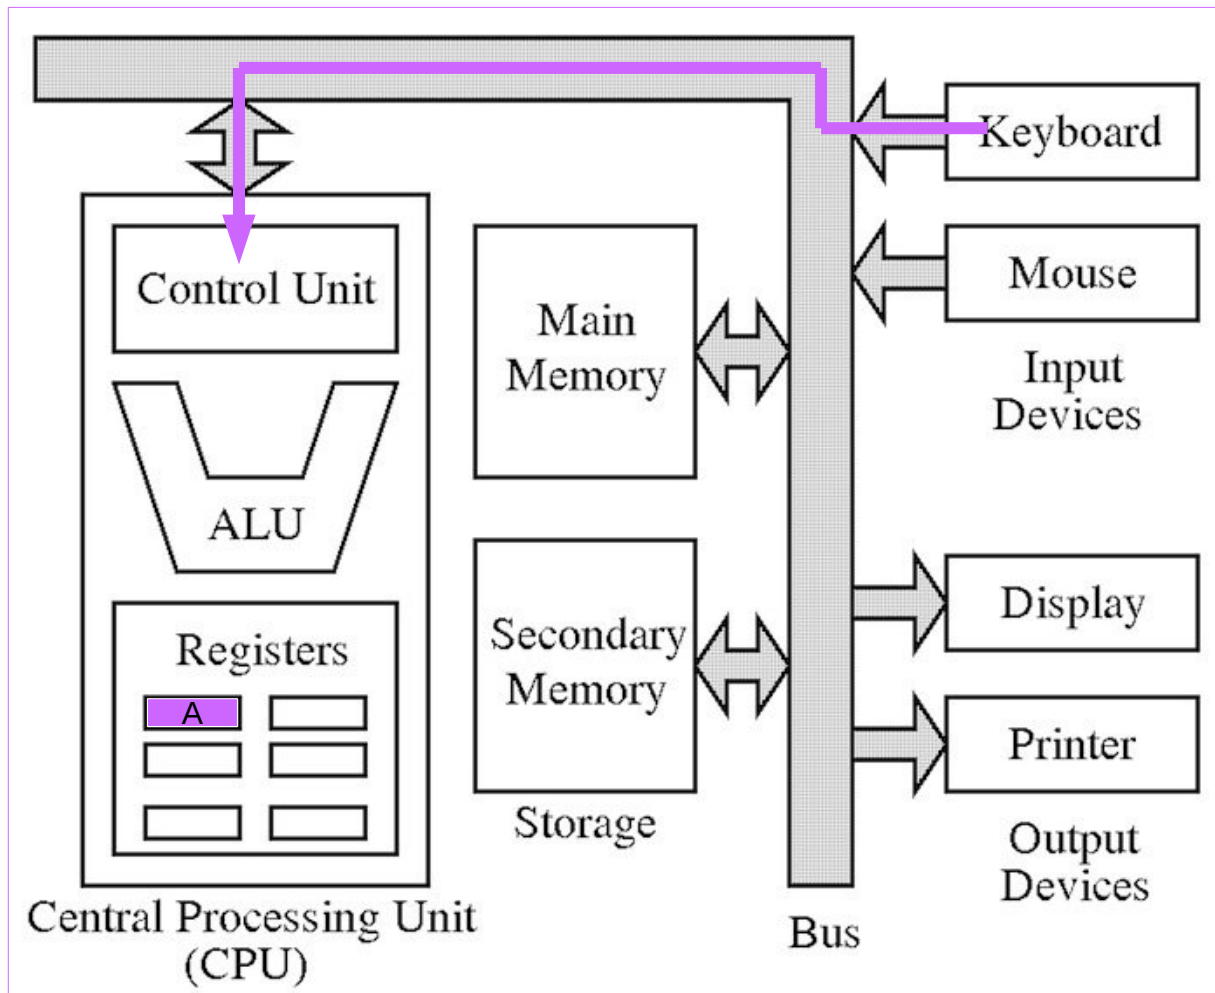 Keyboard
Control Unit
Mouse
Main
Memory
Input
Devices
ALU
Display
Secondary
Memory
Registers
A
Printer
Storage
Output
Devices
Central Processing Unit
(CPU)
Bus